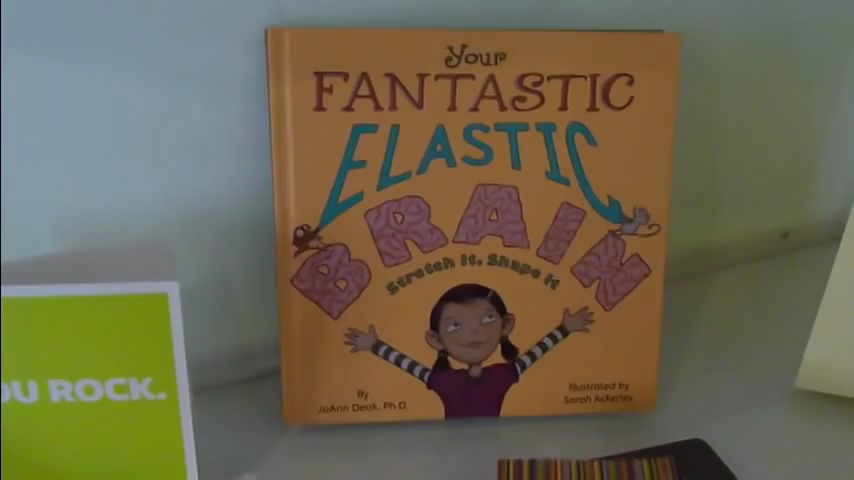 Your
FANTASTIC
ELASTIC
BRAIN
Stretch It, Shape It
By
JoAnn Deak, Ph.D.
Illustrated by
Sarah Ackerley
OU ROCK.